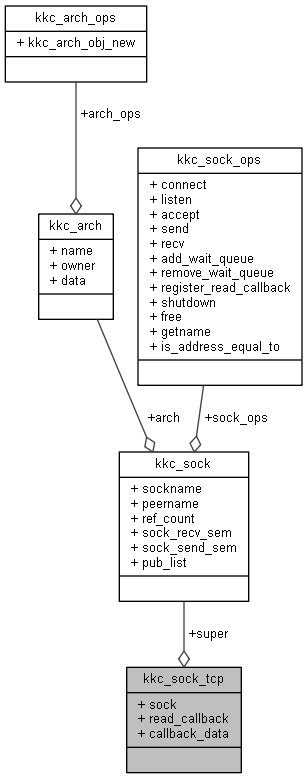 kkc_arch_ops
+ kkc_arch_obj_new
+arch_ops
kkc_sock_ops
+ connect
+ listen
+ accept
+ send
+ recv
+ add_wait_queue
+ remove_wait_queue
+ register_read_callback
+ shutdown
+ free
+ getname
+ is_address_equal_to
kkc_arch
+ name
+ owner
+ data
+arch
+sock_ops
kkc_sock
+ sockname
+ peername
+ ref_count
+ sock_recv_sem
+ sock_send_sem
+ pub_list
+super
kkc_sock_tcp
+ sock
+ read_callback
+ callback_data